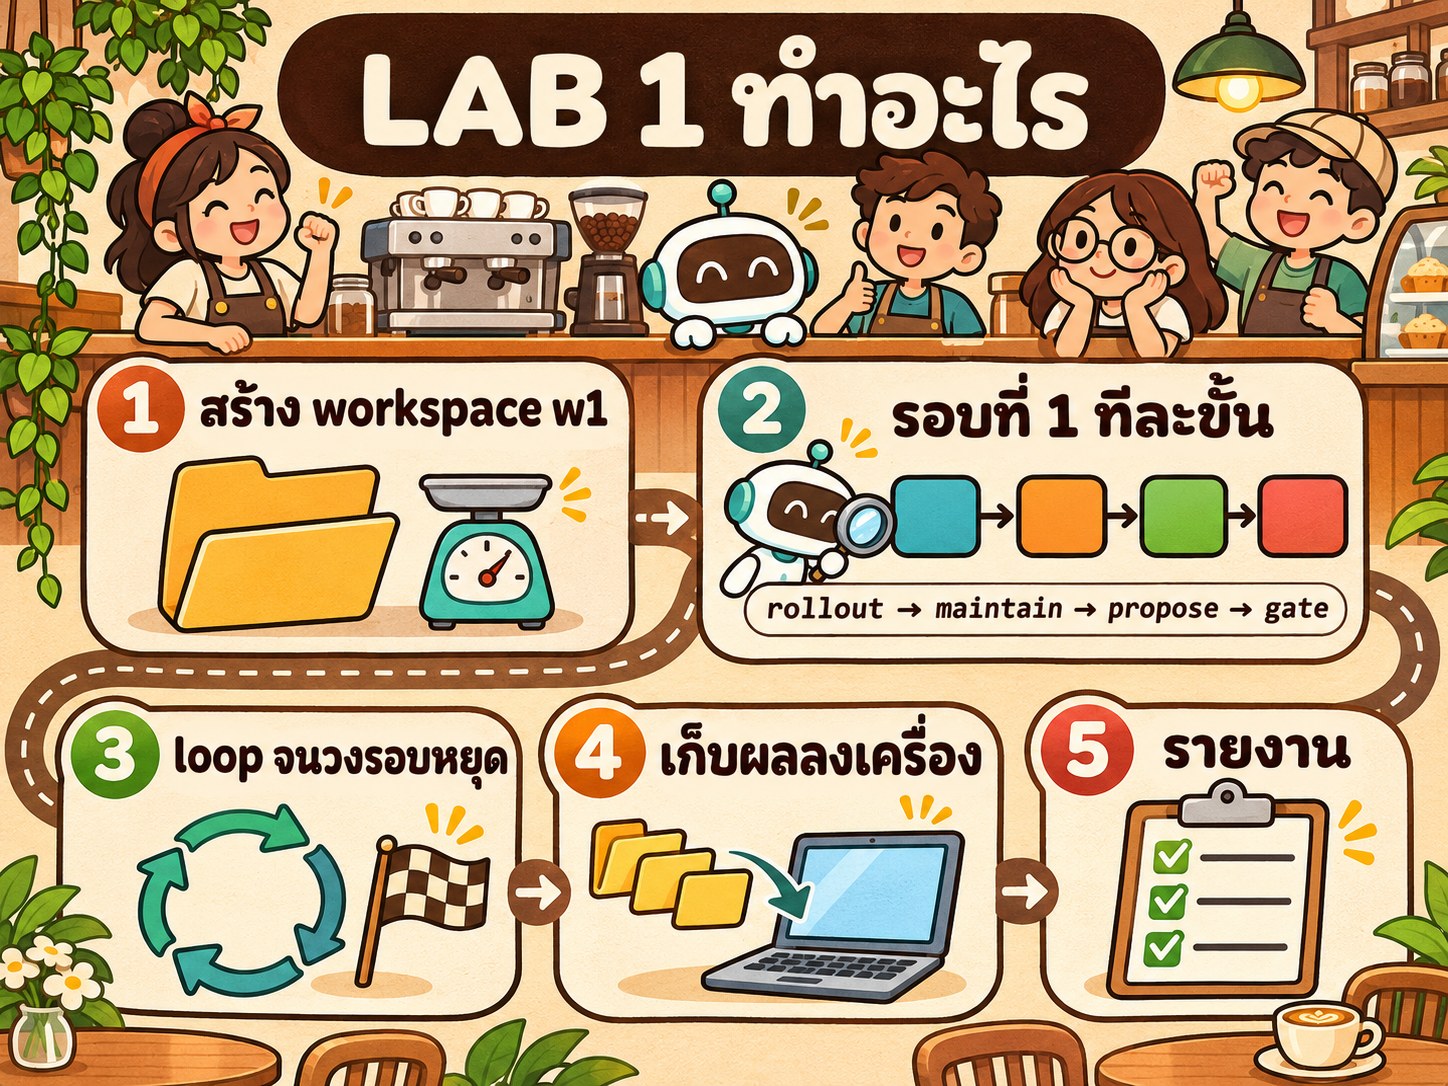 LAB 1 ทำอะไร
1 สร้าง workspace w1
2 รอบที่ 1 ทีละขั้น
rollout → maintain → propose → gate
3 loop จนวงรอบหยุด
4 เก็บผลลงเครื่อง
5 รายงาน